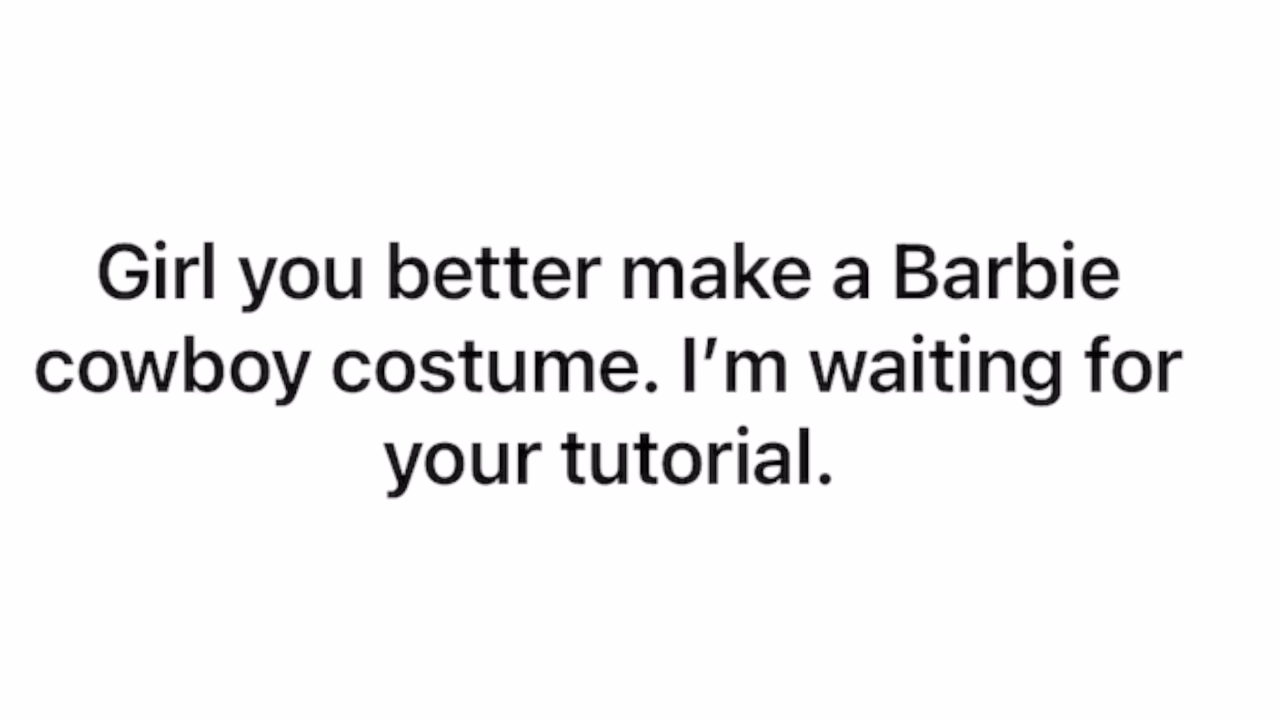 Girl you better make a Barbie
cowboy costume. I’m waiting for
your tutorial.